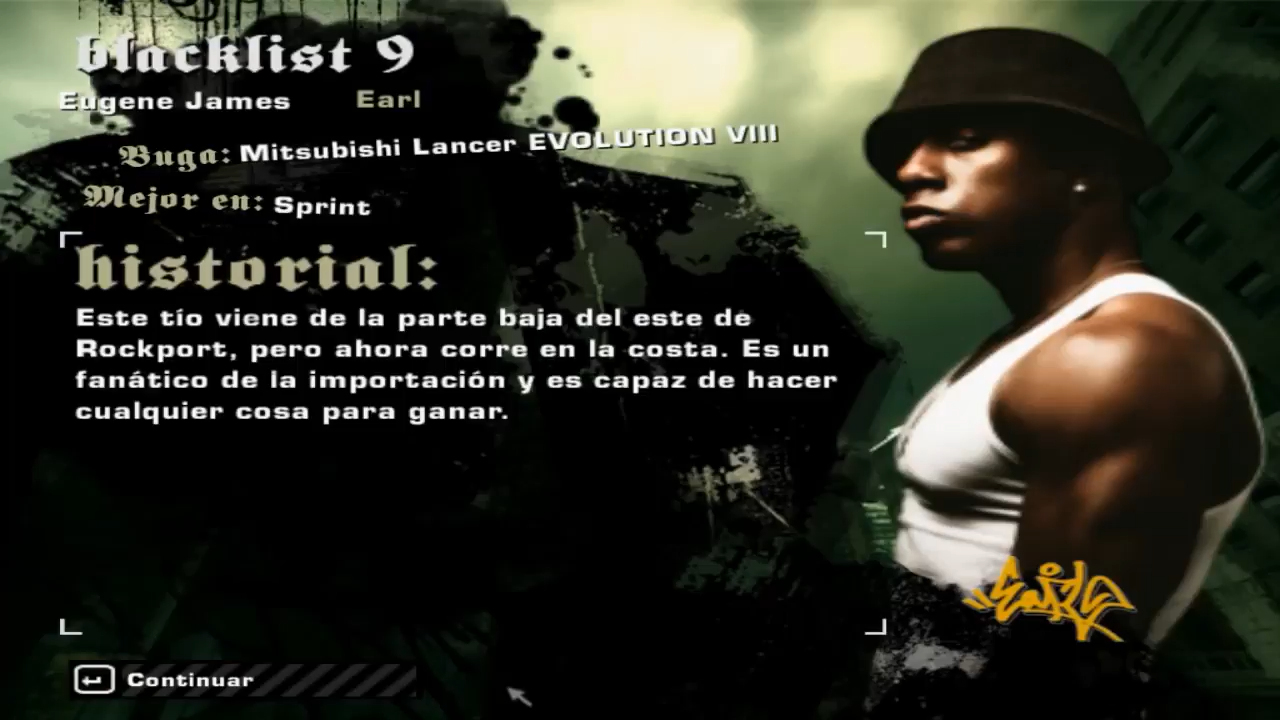 blacklist 9
Eugene James Earl
Buga: Mitsubishi Lancer EVOLUTION VIII
Mejor en: Sprint
historial:
Este tío viene de la parte baja del este de
Rockport, pero ahora corre en la costa. Es un
fanático de la importación y es capaz de hacer
cualquier cosa para ganar.
Continuar